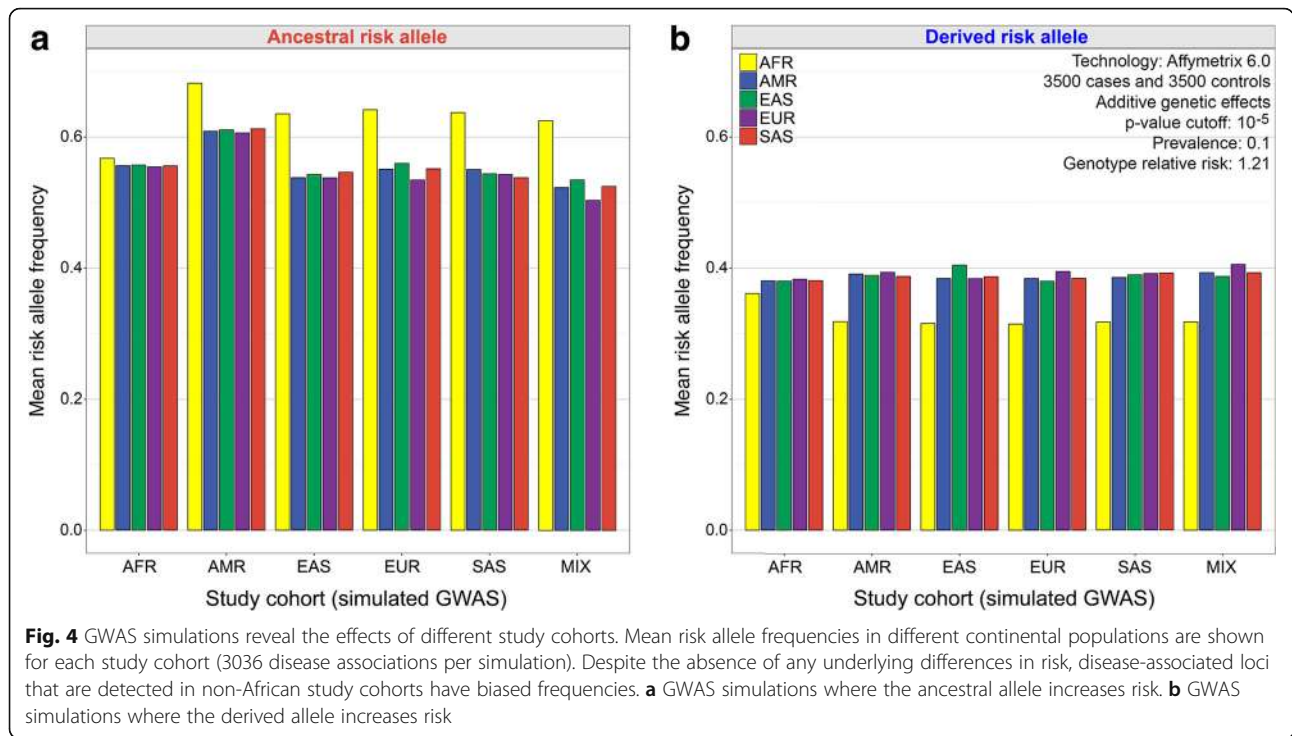 a
Ancestral risk allele
Mean risk allele frequency
0.6
0.4
0.2
0.0
AFR AMR EAS EUR SAS MIX
Study cohort (simulated GWAS)
b
Derived risk allele
AFR
AMR
EAS
EUR
SAS
Technology: Affymetrix 6.0
3500 cases and 3500 controls
Additive genetic effects
p-value cutoff: 10⁻⁵
Prevalence: 0.1
Genotype relative risk: 1.21
Mean risk allele frequency
0.6
0.4
0.2
0.0
AFR AMR EAS EUR SAS MIX
Study cohort (simulated GWAS)
Fig. 4 GWAS simulations reveal the effects of different study cohorts. Mean risk allele frequencies in different continental populations are shown
for each study cohort (3036 disease associations per simulation). Despite the absence of any underlying differences in risk, disease-associated loci
that are detected in non-African study cohorts have biased frequencies. a GWAS simulations where the ancestral allele increases risk. b GWAS
simulations where the derived allele increases risk